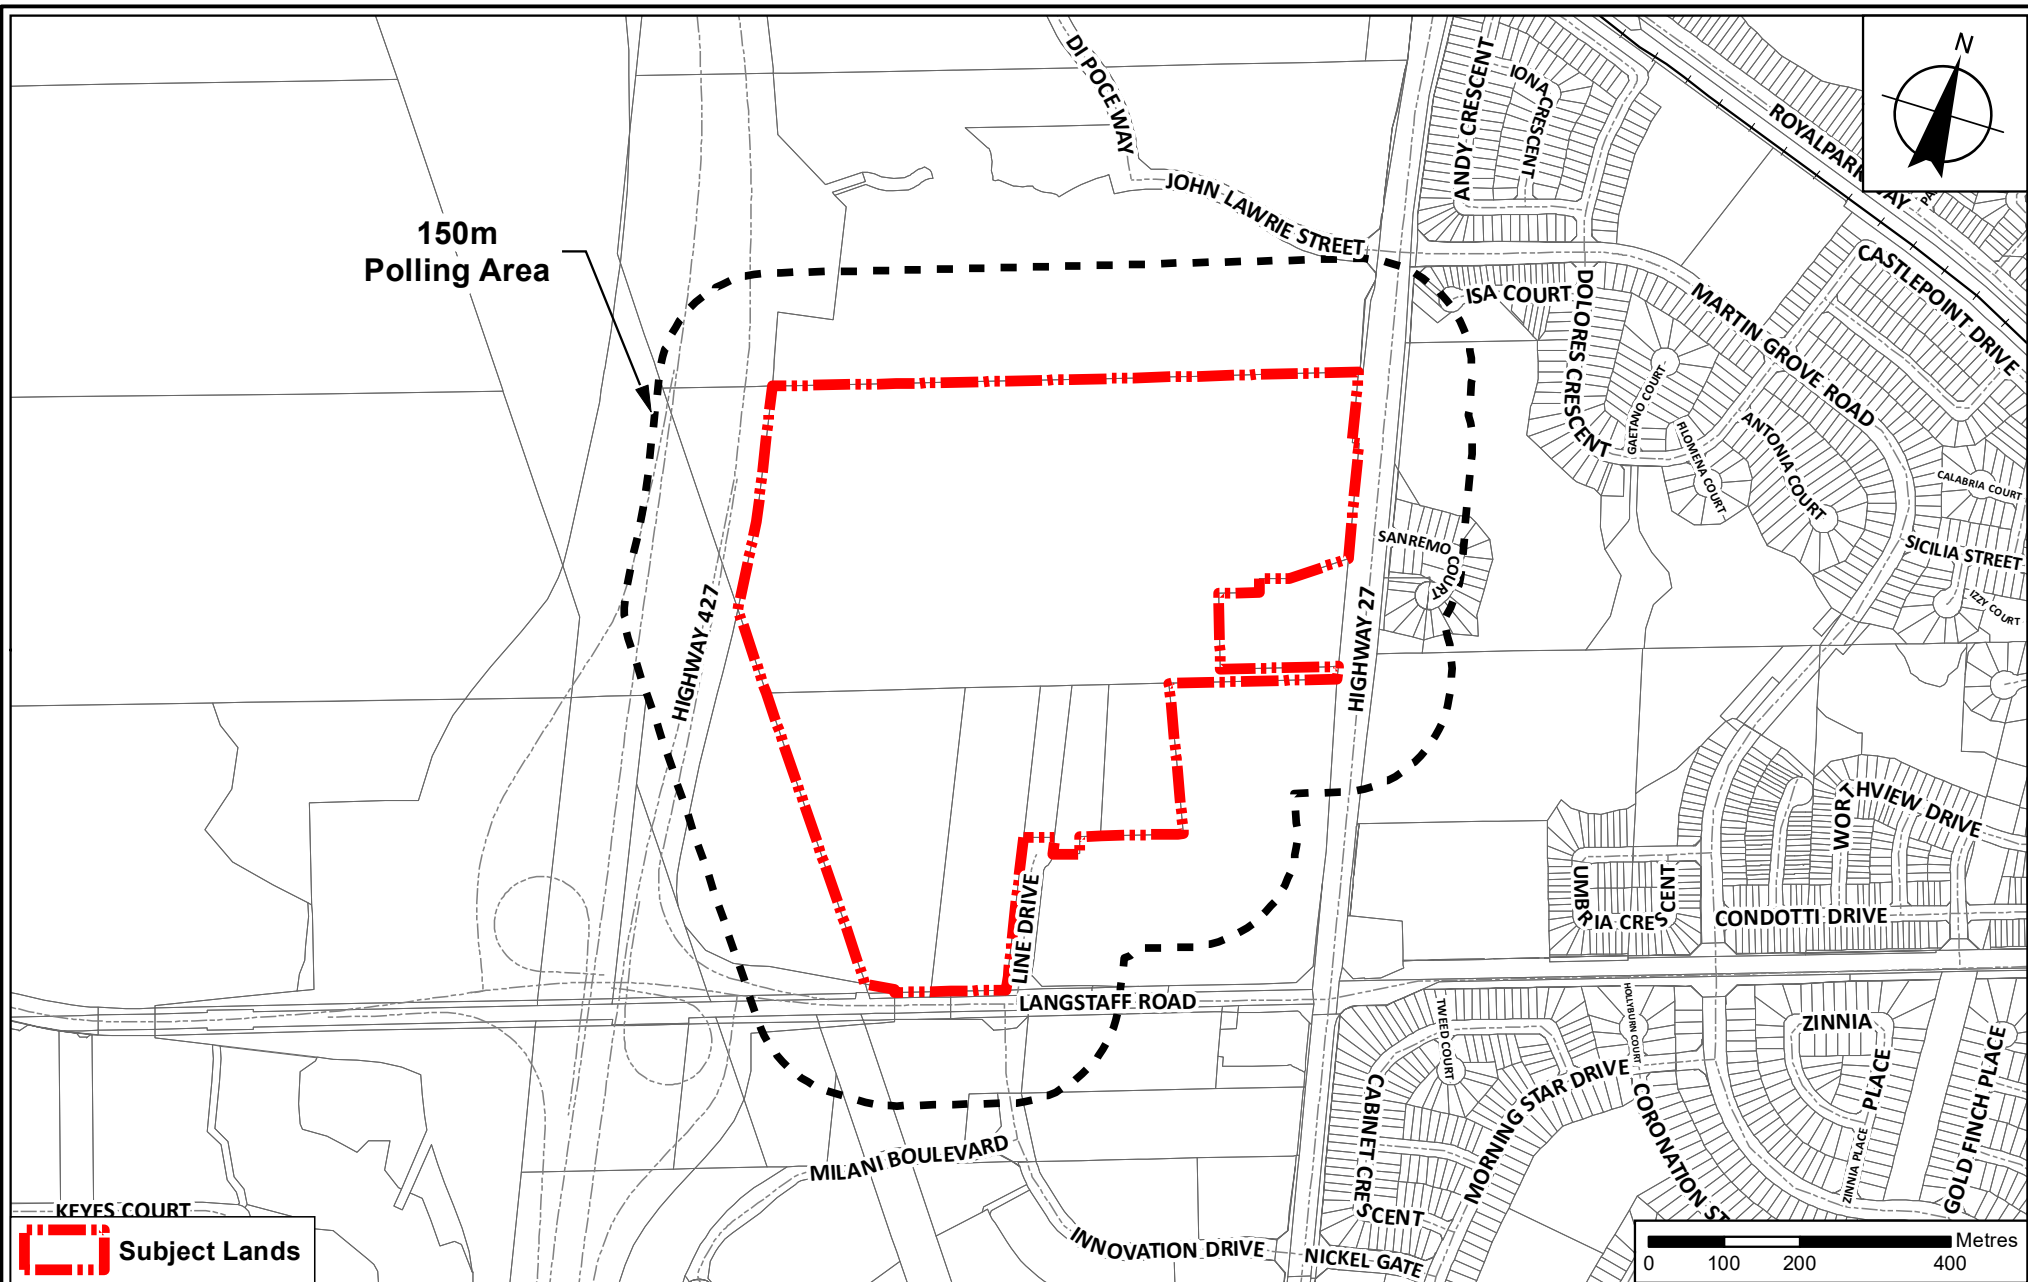 N
DI POCE WAY
JOHN LAWRIE STREET
ANDY CRESCENT
IONA CRESCENT
ROYALPARK WAY
CASTLEPOINT DRIVE
150m
Polling Area
ISA COURT
DOLORES CRESCENT
MARTIN GROVE ROAD
GAETANO COURT
FILOMENA COURT
ANTONIA COURT
CALABRIA COURT
SICILIA STREET
IZZY COURT
SANREMO COURT
HIGHWAY 427
HIGHWAY 27
WORTHVIEW DRIVE
UMBRIA CRESCENT
CONDOTTI DRIVE
LINE DRIVE
LANGSTAFF ROAD
TWEED COURT
HOLLYBURN COURT
ZINNIA
PLACE
ZINNIA PLACE
GOLD FINCH PLACE
CABINET CRESCENT
MORNING STAR DRIVE
CORONATION ST
MILANI BOULEVARD
INNOVATION DRIVE
NICKEL GATE
KEYES COURT
Subject Lands
Metres
0 100 200 400